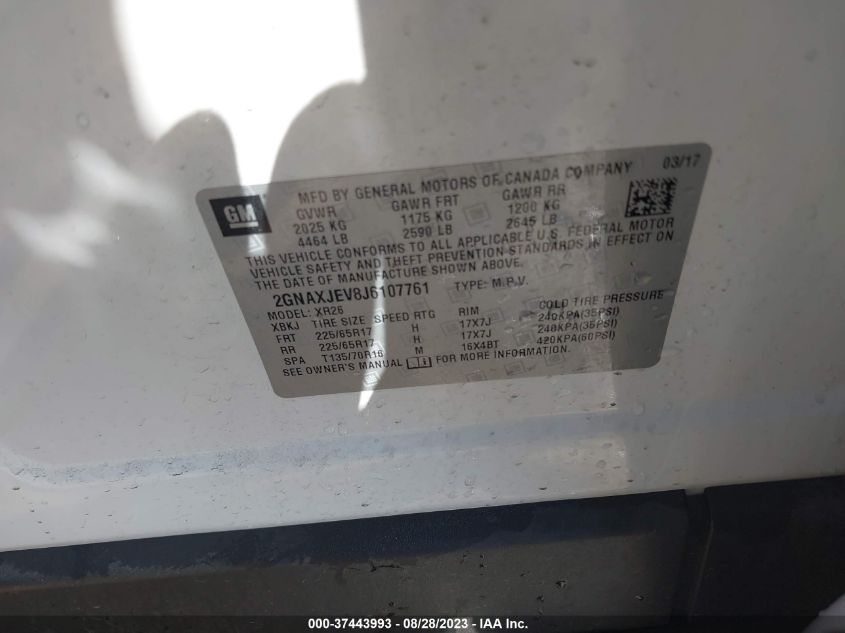 GM
MFD BY GENERAL MOTORS OF CANADA COMPANY 03/17
GVWR GAWR FRT GAWR RR
2025 KG 1175 KG 1200 KG
4464 LB 2590 LB 2645 LB
THIS VEHICLE CONFORMS TO ALL APPLICABLE U.S. FEDERAL MOTOR
VEHICLE SAFETY AND THEFT PREVENTION STANDARDS IN EFFECT ON
THE DATE OF MANUFACTURE SHOWN ABOVE.
2GNAXJEV8J6107761 TYPE: M.P.V.
MODEL: XR26
XBKJ TIRE SIZE SPEED RTG RIM COLD TIRE PRESSURE
FRT 225/65R17 H 17X7J 240KPA(35PSI)
RR 225/65R17 H 17X7J 240KPA(35PSI)
SPA T135/70R16 M 16X4BT 420KPA(60PSI)
SEE OWNER'S MANUAL FOR MORE INFORMATION.
000-37443993 - 08/28/2023 - IAA Inc.